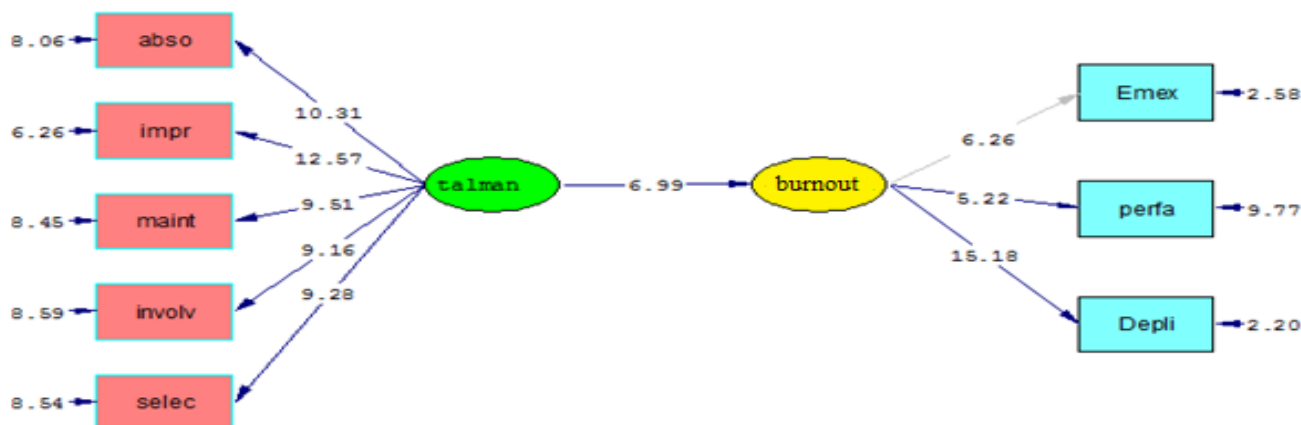 8.06
abso
10.31
6.26
impr
12.57
8.45
maint
9.51
8.59
involv
9.16
8.54
selec
9.28
talman
6.99
burnout
6.26
Emex
2.58
5.22
perfa
9.77
15.18
Depli
2.20